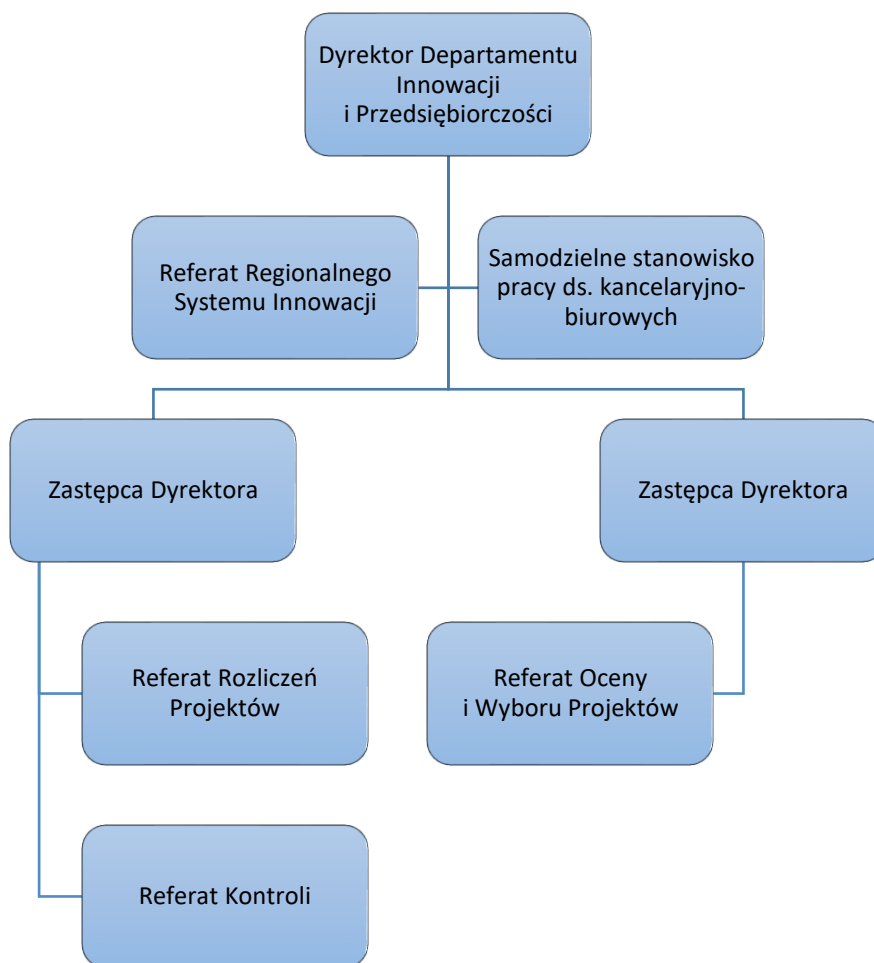 Dyrektor Departamentu
Innowacji
i Przedsiębiorczości
Referat Regionalnego
Systemu Innowacji
Samodzielne stanowisko
pracy ds. kancelaryjno-
biurowych
Zastępca Dyrektora
Zastępca Dyrektora
Referat Rozliczeń
Projektów
Referat Oceny
i Wyboru Projektów
Referat Kontroli